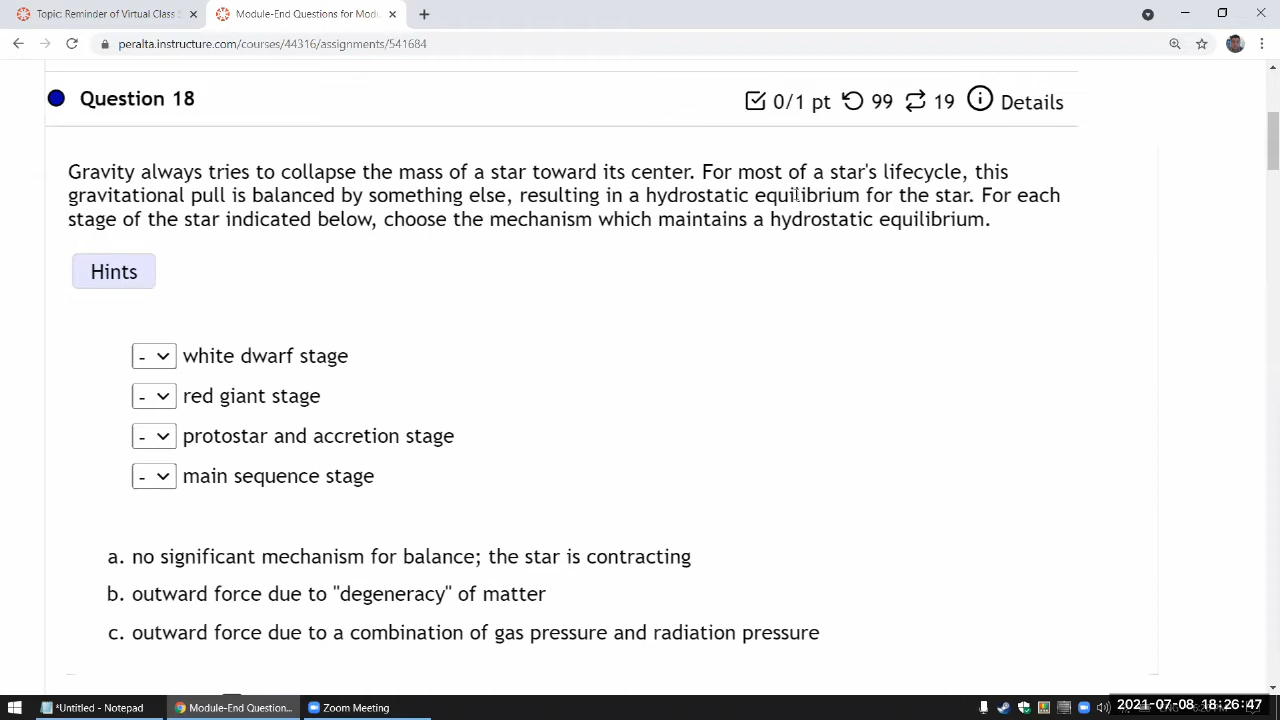 Topic Reminder of Virtual Class S
Module-End Questions for Modu
peralta.instructure.com/courses/44316/assignments/541684
Question 18
0/1 pt 99 19 Details
Gravity always tries to collapse the mass of a star toward its center. For most of a star's lifecycle, this
gravitational pull is balanced by something else, resulting in a hydrostatic equilibrium for the star. For each
stage of the star indicated below, choose the mechanism which maintains a hydrostatic equilibrium.
Hints
- white dwarf stage
- red giant stage
- protostar and accretion stage
- main sequence stage
a. no significant mechanism for balance; the star is contracting
b. outward force due to "degeneracy" of matter
c. outward force due to a combination of gas pressure and radiation pressure
*Untitled - Notepad
Module-End Question...
Zoom Meeting
2021-07-08 18:26:47